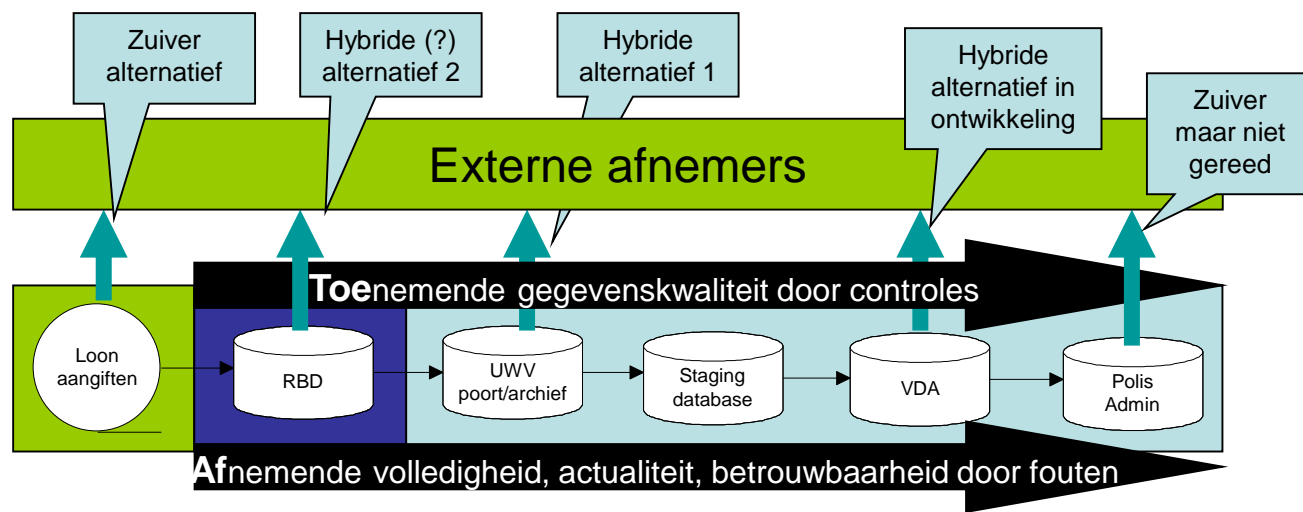 Zuiver
alternatief
Hybride (?)
alternatief 2
Hybride
alternatief 1
Hybride
alternatief in
ontwikkeling
Zuiver
maar niet
gereed
Externe afnemers
Toenemende gegevenskwaliteit door controles
Loon
aangiften
RBD
UWV
poort/archief
Staging
database
VDA
Polis
Admin
Afnemende volledigheid, actualiteit, betrouwbaarheid door fouten